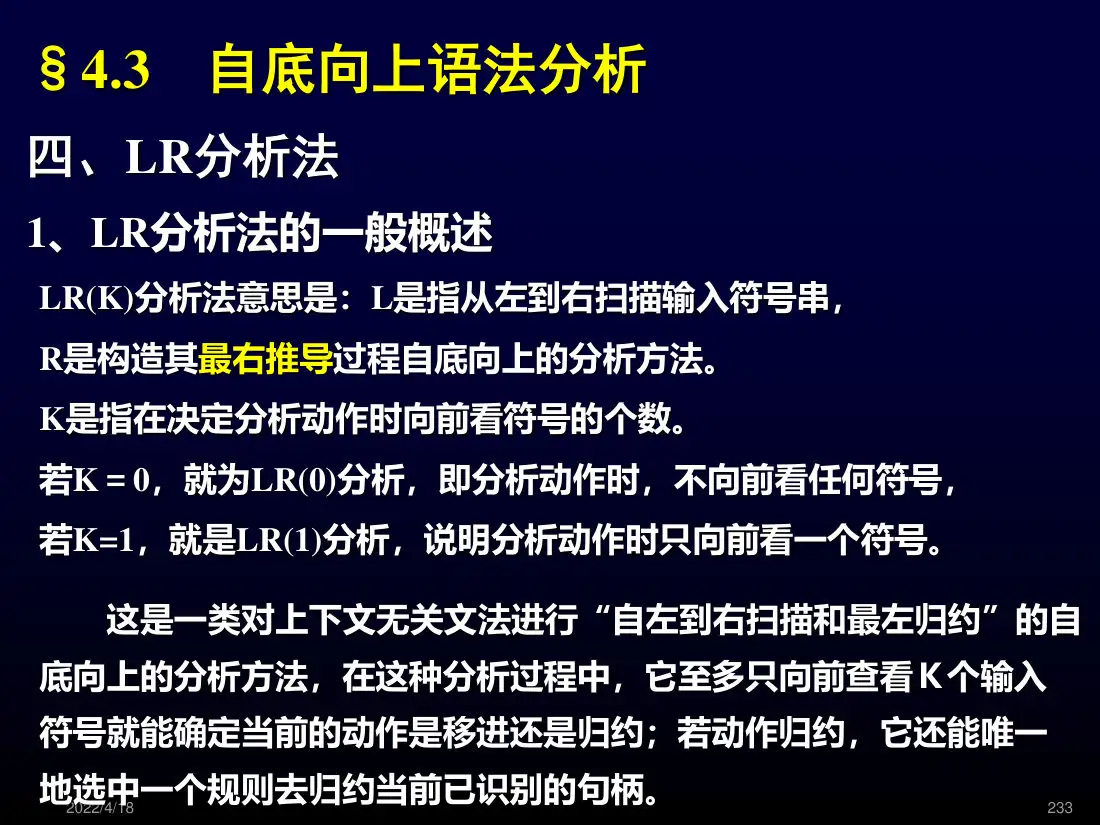 §4.3 自底向上语法分析
四、LR分析法
1、LR分析法的一般概述
LR(K)分析法意思是：L是指从左到右扫描输入符号串，
R是构造其最右推导过程自底向上的分析方法。
K是指在决定分析动作时向前看符号的个数。
若K＝0，就为LR(0)分析，即分析动作时，不向前看任何符号，
若K=1，就是LR(1)分析，说明分析动作时只向前看一个符号。
这是一类对上下文无关文法进行“自左到右扫描和最左归约”的自
底向上的分析方法，在这种分析过程中，它至多只向前查看K个输入
符号就能确定当前的动作是移进还是归约；若动作归约，它还能唯一
地选中一个规则去归约当前已识别的句柄。
2022/4/18
233